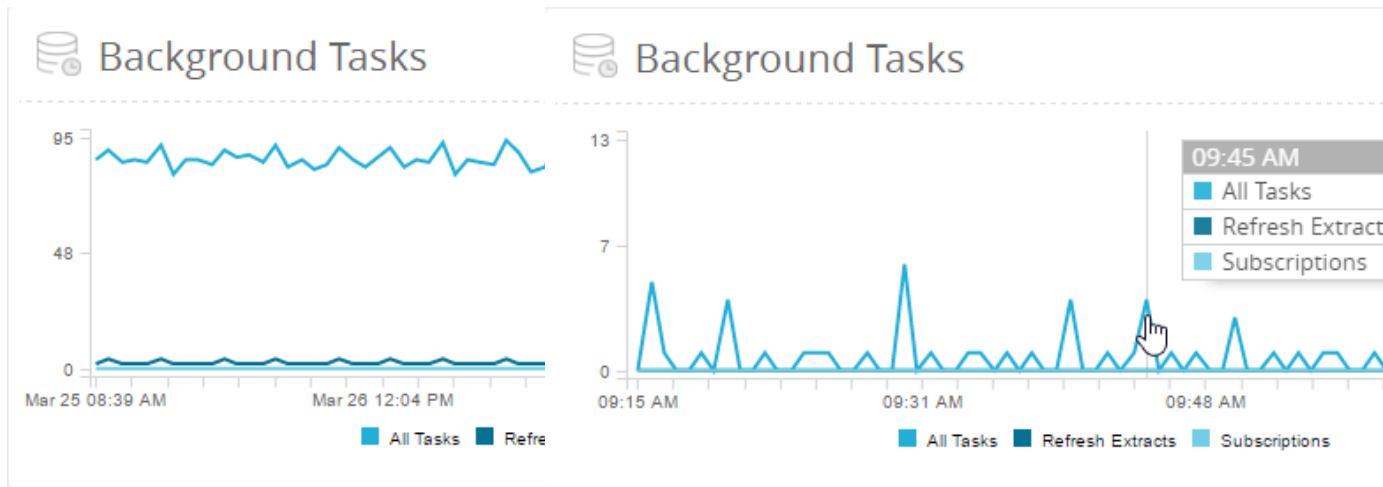 Background Tasks
95
48
0
Mar 25 08:39 AM Mar 26 12:04 PM
All Tasks Refre
Background Tasks
13
7
0
09:45 AM
All Tasks
Refresh Extract
Subscriptions
09:15 AM 09:31 AM 09:48 AM
All Tasks Refresh Extracts Subscriptions